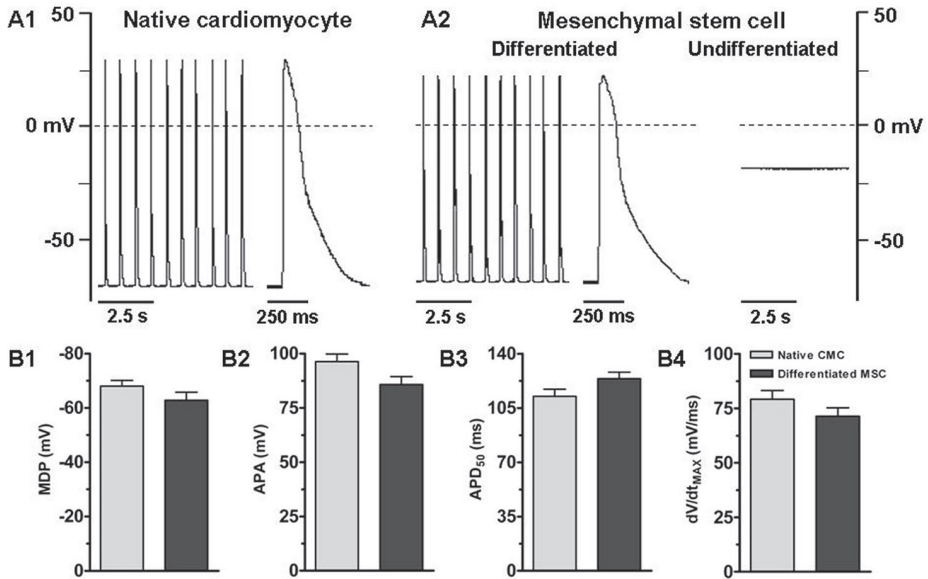 A1
Native cardiomyocyte
50
0 mV
-50
2.5 s
250 ms
A2
Mesenchymal stem cell
Differentiated
Undifferentiated
50
0 mV
0 mV
-50
-50
2.5 s
250 ms
2.5 s
B1
-80
-60
-40
-20
0
MDP (mV)
B2
100
75
50
25
0
APA (mV)
B3
140
105
70
35
0
APD50 (ms)
B4
100
75
50
25
0
dV/dtMAX (mV/ms)
Native CMC
Differentiated MSC